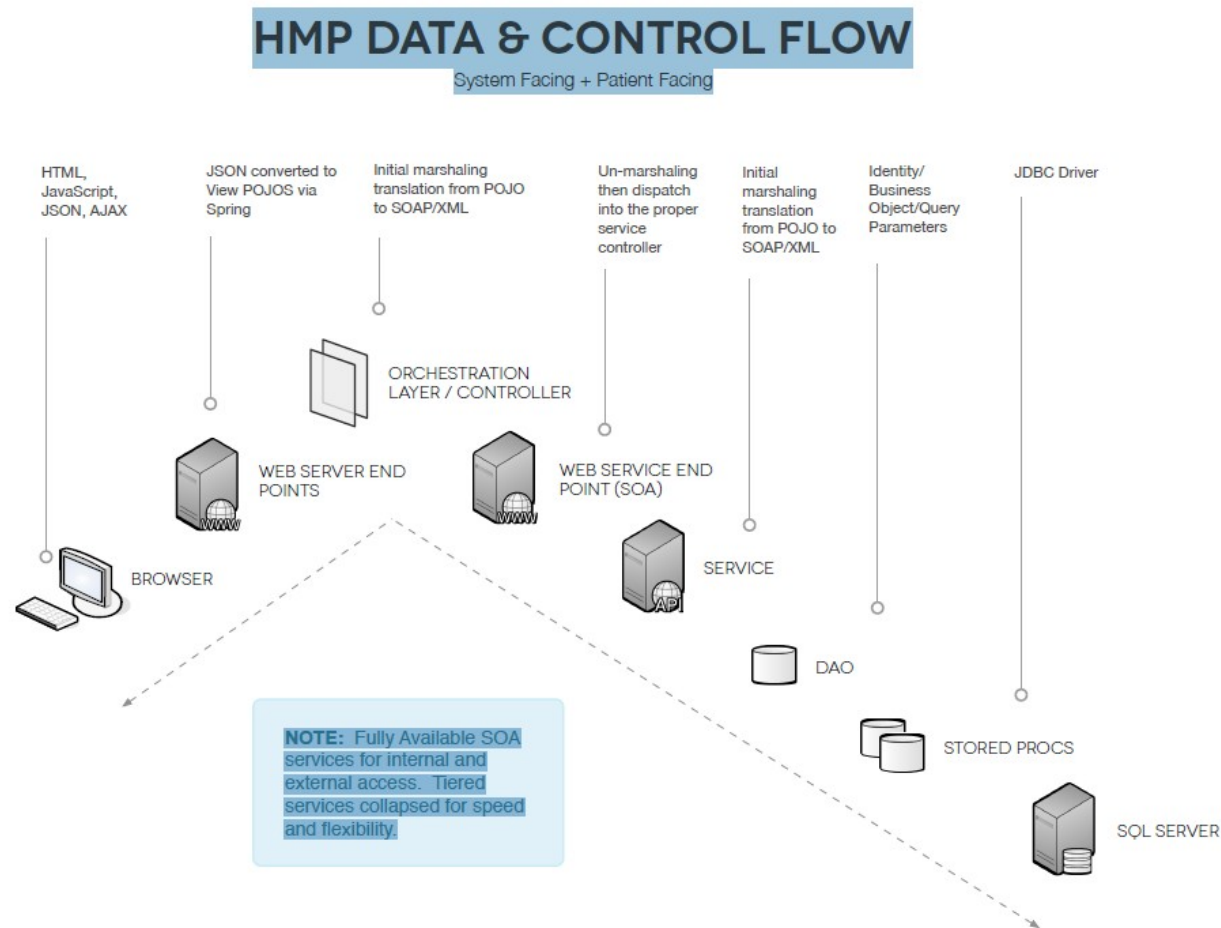 HMP DATA & CONTROL FLOW
System Facing + Patient Facing
HTML,
JavaScript,
JSON, AJAX
JSON converted to
View POJOS via
Spring
Initial marshaling
translation from POJO
to SOAP/XML
Un-marshaling
then dispatch
into the proper
service
controller
Initial
marshaling
translation
from POJO to
SOAP/XML
Identity/
Business
Object/Query
Parameters
JDBC Driver
ORCHESTRATION
LAYER / CONTROLLER
WEB SERVER END
POINTS
WWW
WEB SERVICE END
POINT (SOA)
WWW
BROWSER
SERVICE
API
DAO
STORED PROCS
SQL SERVER
NOTE: Fully Available SOA
services for internal and
external access. Tiered
services collapsed for speed
and flexibility.